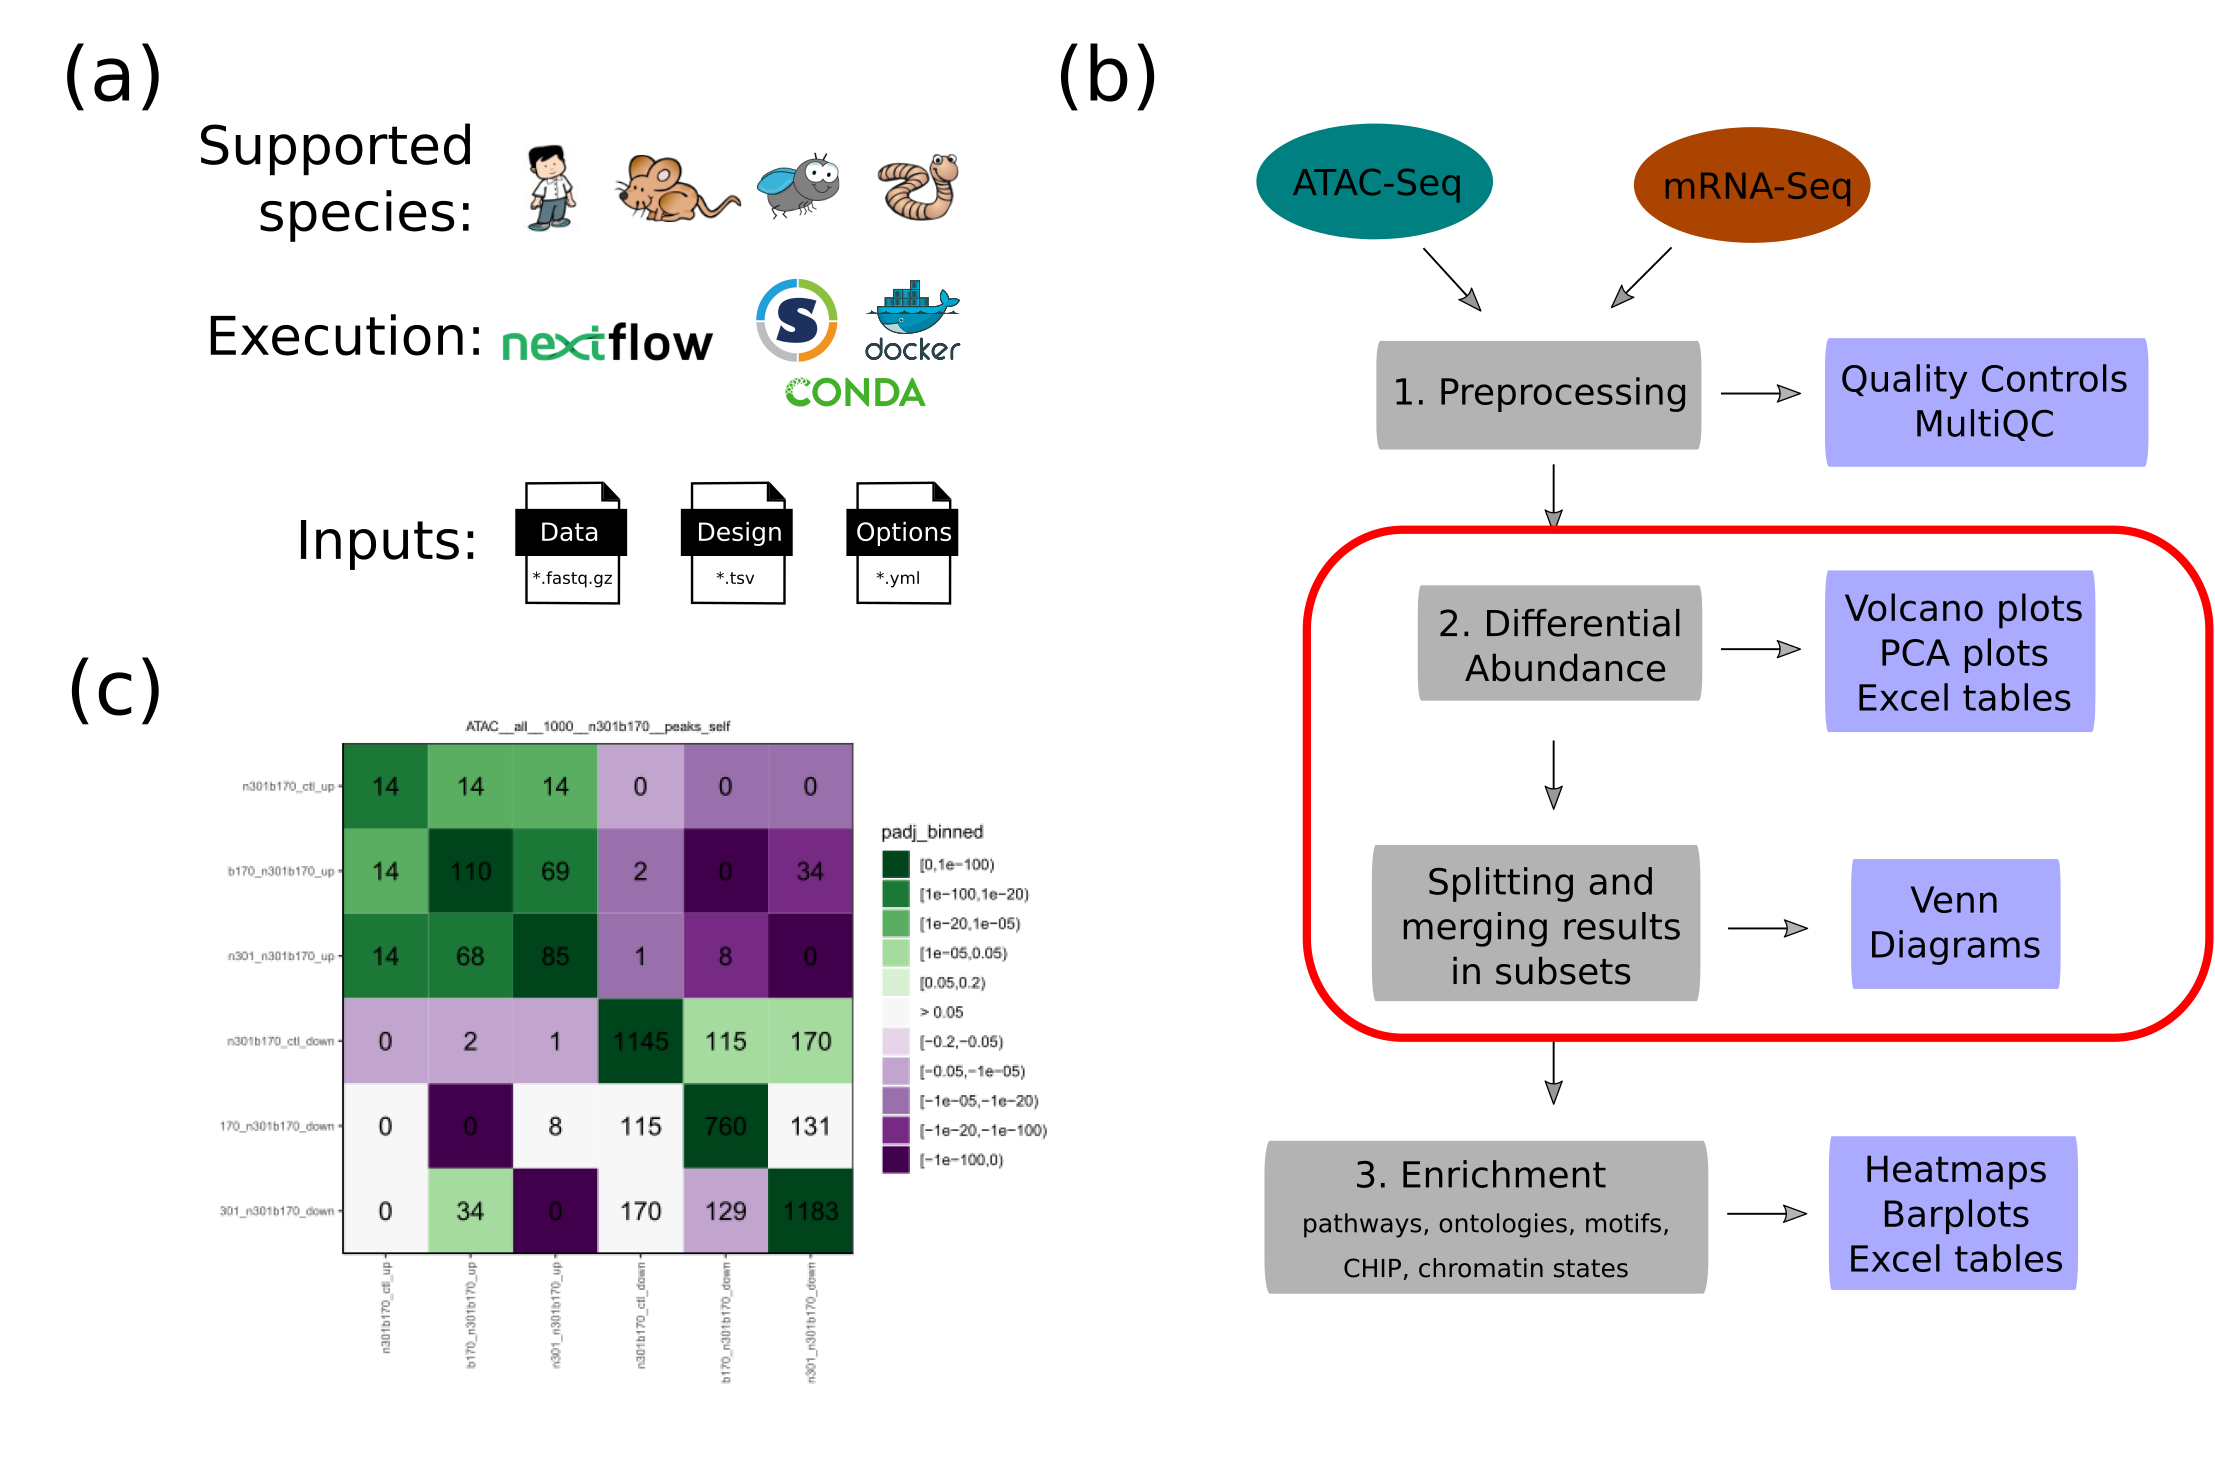 (a)
Supported
species:
Execution:
nextflow
S
docker
CONDA
Inputs:
Data
*.fastq.gz
Design
*.tsv
Options
*.yml
(b)
ATAC-Seq
mRNA-Seq
1. Preprocessing
Quality Controls
MultiQC
2. Differential
Abundance
Volcano plots
PCA plots
Excel tables
Splitting and
merging results
in subsets
Venn
Diagrams
3. Enrichment
pathways, ontologies, motifs,
CHIP, chromatin states
Heatmaps
Barplots
Excel tables
(c)
ATAC__all__1000__n301b170__peaks_self
n301b170_ctl_up 14 14 14 0 0 0
b170_n301b170_up 14 110 69 2 0 34
n301_n301b170_up 14 68 85 1 8 0
n301b170_ctl_down 0 2 1 1145 115 170
170_n301b170_down 0 0 8 115 760 131
301_n301b170_down 0 34 0 170 129 1183
n301b170_ctl_up
b170_n301b170_up
n301_n301b170_up
n301b170_ctl_down
b170_n301b170_down
n301_n301b170_down
padj_binned
[0,1e−100)
[1e−100,1e−20)
[1e−20,1e−05)
[1e−05,0.05)
[0.05,0.2)
> 0.05
[−0.2,−0.05)
[−0.05,−1e−05)
[−1e−05,−1e−20)
[−1e−20,−1e−100)
[−1e−100,0)